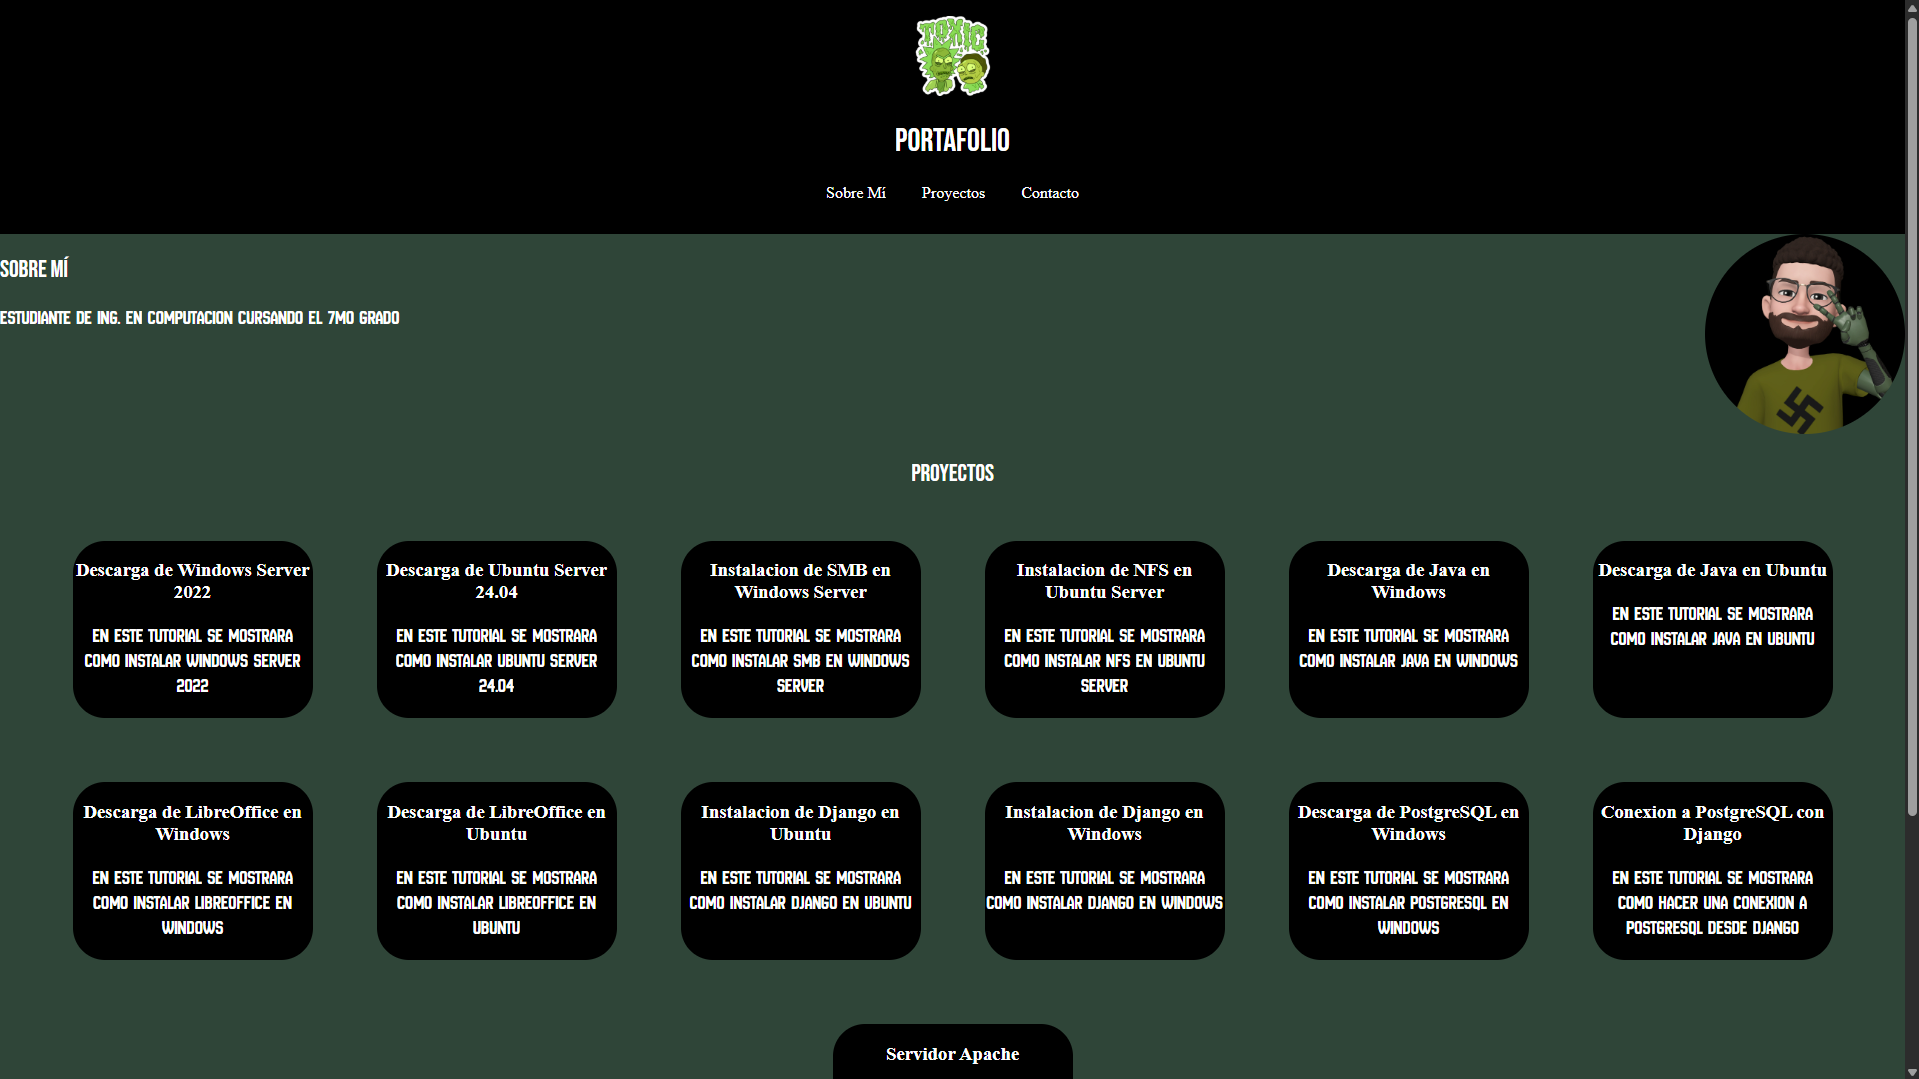 TOXIC
PORTAFOLIO
Sobre Mí Proyectos Contacto
SOBRE MÍ
ESTUDIANTE DE ING. EN COMPUTACION CURSANDO EL 7MO GRADO
PROYECTOS
Descarga de Windows Server
2022
EN ESTE TUTORIAL SE MOSTRARA
COMO INSTALAR WINDOWS SERVER
2022
Descarga de Ubuntu Server
24.04
EN ESTE TUTORIAL SE MOSTRARA
COMO INSTALAR UBUNTU SERVER
24.04
Instalacion de SMB en
Windows Server
EN ESTE TUTORIAL SE MOSTRARA
COMO INSTALAR SMB EN WINDOWS
SERVER
Instalacion de NFS en
Ubuntu Server
EN ESTE TUTORIAL SE MOSTRARA
COMO INSTALAR NFS EN UBUNTU
SERVER
Descarga de Java en
Windows
EN ESTE TUTORIAL SE MOSTRARA
COMO INSTALAR JAVA EN WINDOWS
Descarga de Java en Ubuntu
EN ESTE TUTORIAL SE MOSTRARA
COMO INSTALAR JAVA EN UBUNTU
Descarga de LibreOffice en
Windows
EN ESTE TUTORIAL SE MOSTRARA
COMO INSTALAR LIBREOFFICE EN
WINDOWS
Descarga de LibreOffice en
Ubuntu
EN ESTE TUTORIAL SE MOSTRARA
COMO INSTALAR LIBREOFFICE EN
UBUNTU
Instalacion de Django en
Ubuntu
EN ESTE TUTORIAL SE MOSTRARA
COMO INSTALAR DJANGO EN UBUNTU
Instalacion de Django en
Windows
EN ESTE TUTORIAL SE MOSTRARA
COMO INSTALAR DJANGO EN WINDOWS
Descarga de PostgreSQL en
Windows
EN ESTE TUTORIAL SE MOSTRARA
COMO INSTALAR POSTGRESQL EN
WINDOWS
Conexion a PostgreSQL con
Django
EN ESTE TUTORIAL SE MOSTRARA
COMO HACER UNA CONEXION A
POSTGRESQL DESDE DJANGO
Servidor Apache